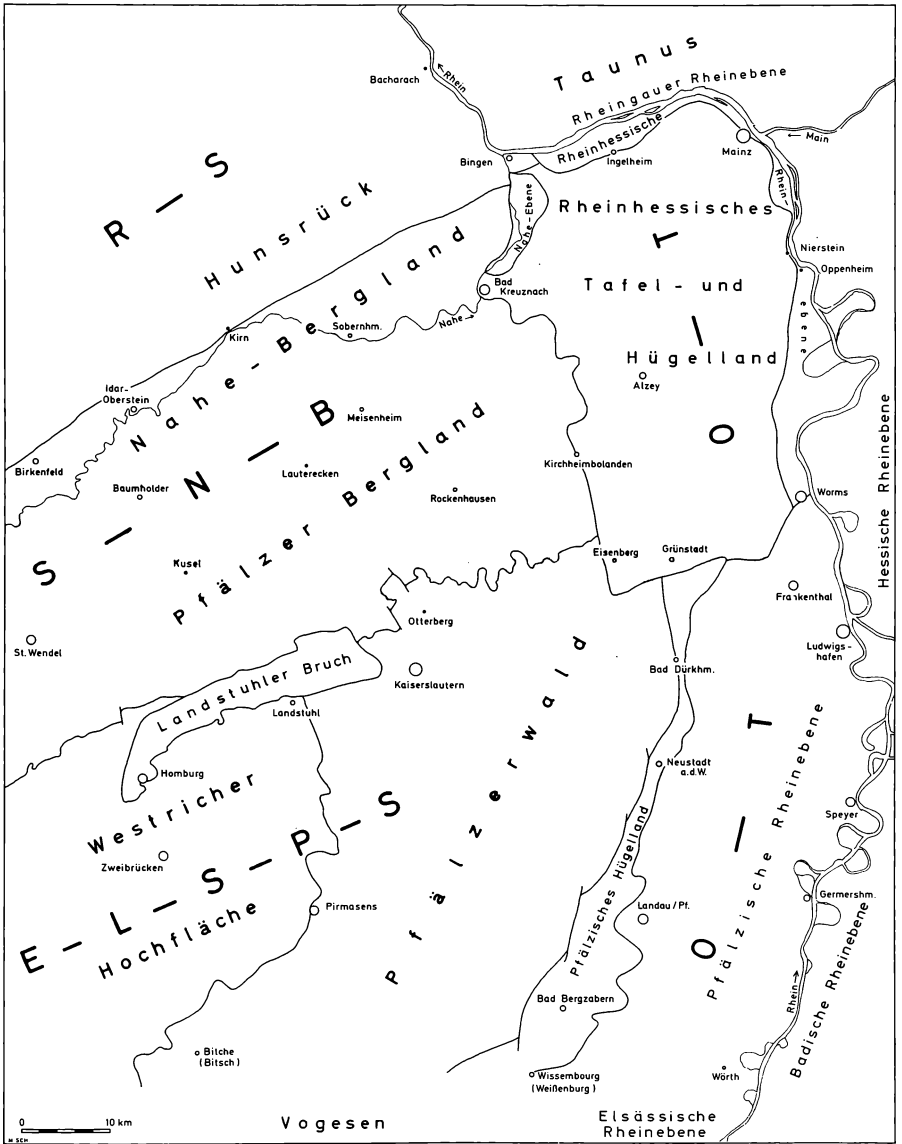 Taunus
Rheingauer Rheinebene
Bacharach
←Rhein
Rheinhessische
←Main
Mainz
Bingen
Ingelheim
R — S
Hunsrück
Rhein-
Rheinhessisches
Nahe-Ebene
T — O
Nierstein
Oppenheim
Nahe-Bergland
Bad
Kreuznach
Tafel- und
ebene
Nahe→
Kirn
Sobernhm.
Hügelland
Alzey
Idar-
Oberstein
Meisenheim
Hessische Rheinebene
S — N — B
Pfälzer Bergland
Birkenfeld
Lauterecken
Kirchheimbolanden
Baumholder
Rockenhausen
Worms
Kusel
Eisenberg
Grünstadt
Frankenthal
Otterberg
St. Wendel
Ludwigs-
hafen
Landstuhler Bruch
Kaiserslautern
Bad Dürkhm.
Landstuhl
Pfälzerwald
T — O
Pfälzische Rheinebene
Homburg
Neustadt
a.d.W.
Westricher
Speyer
E — L — S — P — S
Zweibrücken
Pfälzisches Hügelland
Hochfläche
Pirmasens
Landau / Pf.
Germershm.
Badische Rheinebene
Bad Bergzabern
Rhein→
Bitche
(Bitsch)
Wissembourg
(Weißenburg)
Wörth
0 10 km
Vogesen
Elsässische
Rheinebene
M SCH